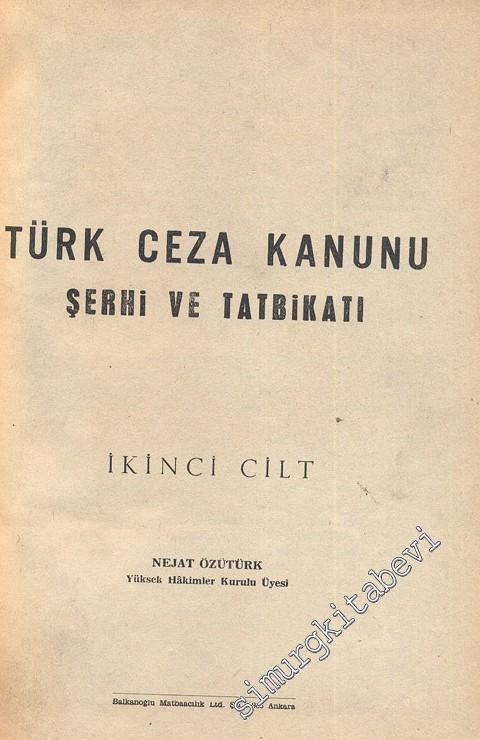 TÜRK CEZA KANUNU
ŞERHİ VE TATBİKATI
İKİNCİ CİLT
NEJAT ÖZÜTÜRK
Yüksek Hâkimler Kurulu Üyesi
Balkanoğlu Matbaacılık Ltd. Ankara
simurgkitabevi